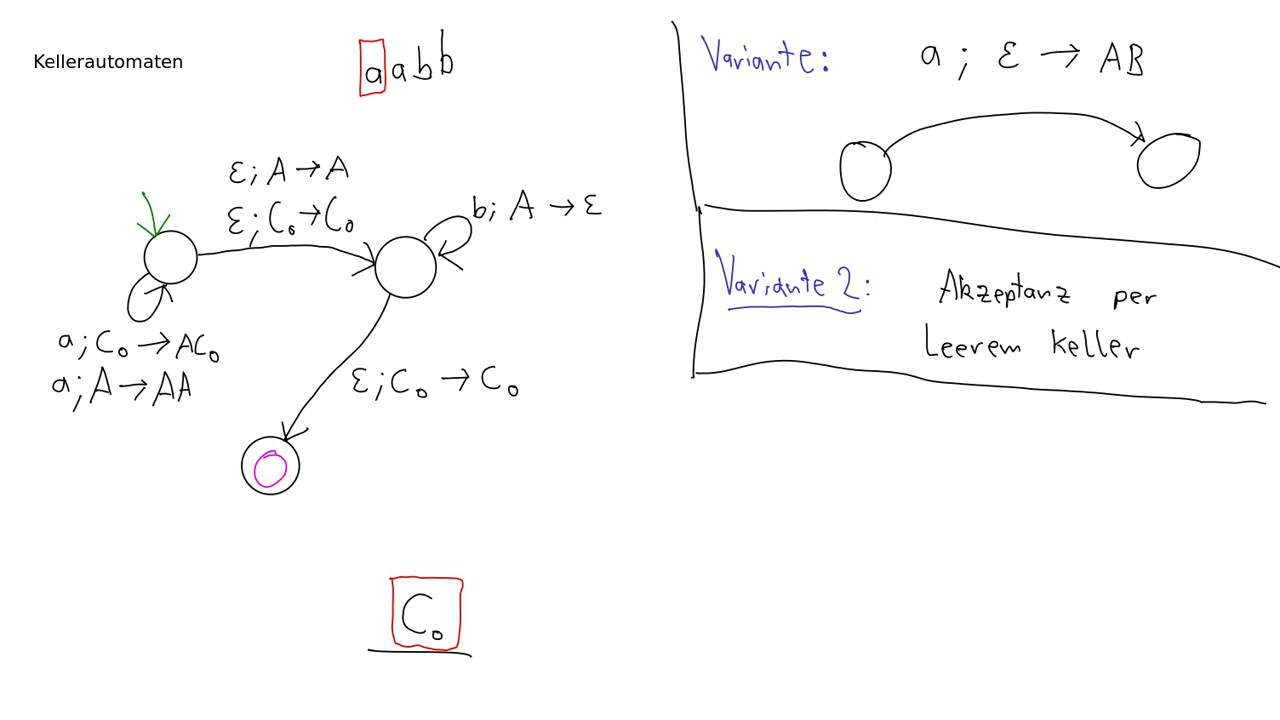 Kellerautomaten
aabb
ε; A → A
ε; C₀ → C₀
b; A → ε
a; C₀ → AC₀
a; A → AA
ε; C₀ → C₀
C₀
Variante: a; ε → AB
Variante 2: Akzeptanz per
Leerem Keller